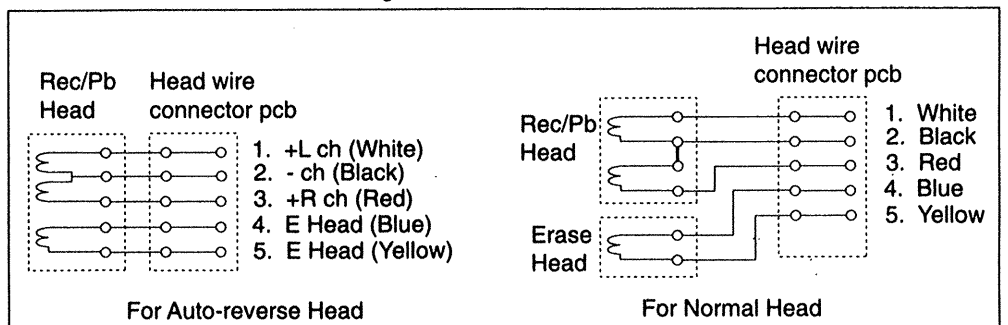 Rec/Pb
Head
Head wire
connector pcb
1. +L ch (White)
2. - ch (Black)
3. +R ch (Red)
4. E Head (Blue)
5. E Head (Yellow)
For Auto-reverse Head
Head wire
connector pcb
Rec/Pb
Head
1. White
2. Black
3. Red
4. Blue
5. Yellow
Erase
Head
For Normal Head